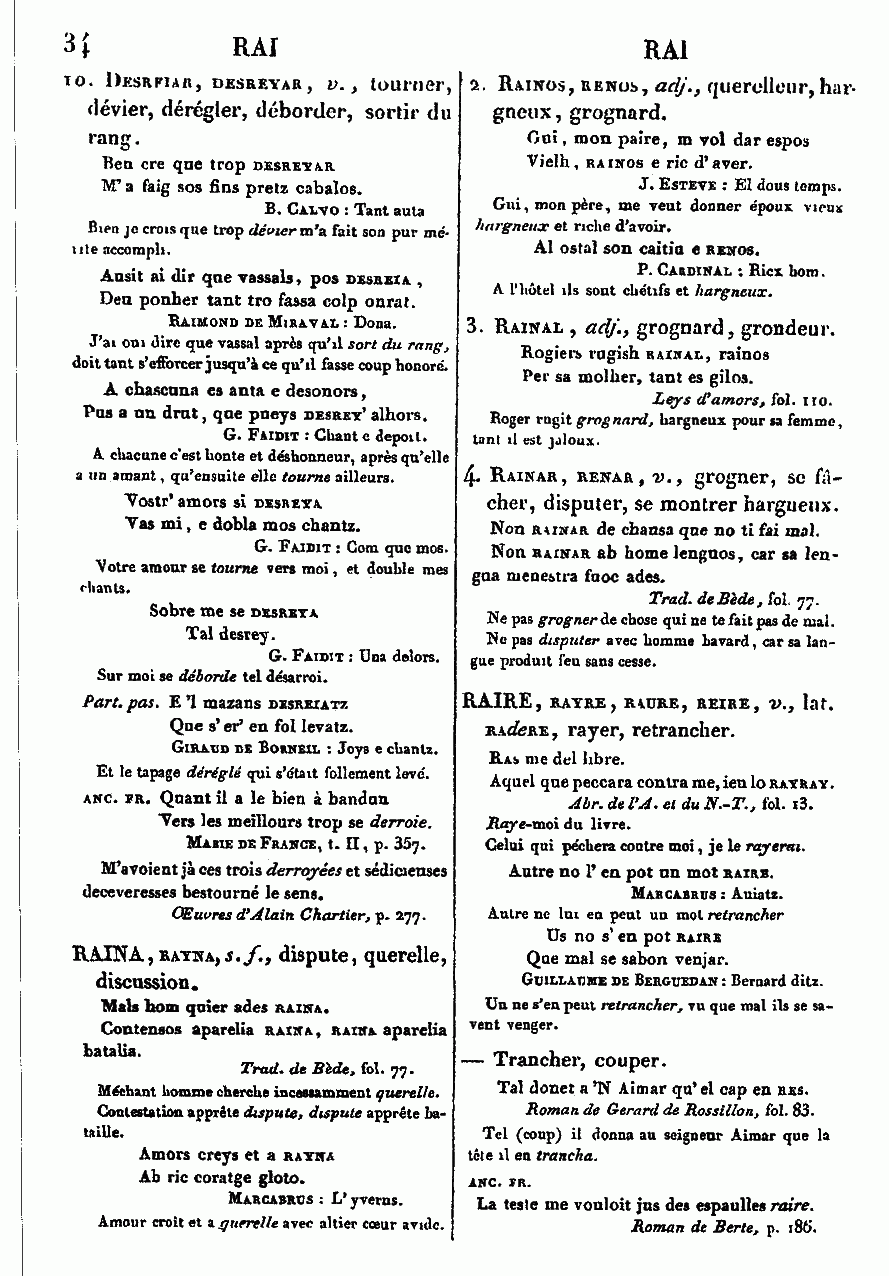 34 RAI RAI
10. Desreiar, desreyar, v., tourner,
dévier, dérégler, déborder, sortir du
rang.
Ben cre que trop desreyar
M'a faig sos fins pretz cabalos.
B. Calvo : Tant auta
Bien je crois que trop dévier m'a fait son pur mé-
rite accompli.
Ausit ai dir que vassals, pos desreia,
Deu ponher tant tro fassa colp onrat.
Raimond de Miraval : Dona.
J'ai oui dire que vassal après qu'il sort du rang,
doit tant s'efforcer jusqu'à ce qu'il fasse coup honoré.
A chascuna es anta e desonors,
Pus a un drut, que pueys desrey' alhors.
G. Faidit : Chant e deport.
A chacune c'est honte et déshonneur, après qu'elle
a un amant, qu'ensuite elle tourne ailleurs.
Vostr' amors si desreya
Vas mi, e dobla mos chantz.
G. Faidit : Com que mos.
Votre amour se tourne vers moi, et double mes
chants.
Sobre me se desreya
Tal desrey.
G. Faidit : Una dolors.
Sur moi se déborde tel désarroi.
Part. pas. E 'l mazans desreiatz
Que s' er' en fol levatz.
Giraud de Borneil : Joys e chantz.
Et le tapage déréglé qui s'était follement levé.
anc. fr. Quant il a le bien à bandun
Vers les meillours trop se derroie.
Marie de France, t. II, p. 357.
M'avoient jà ces trois derroyées et sédicieuses
deceveresses bestourné le sens.
Œuvres d'Alain Chartier, p. 277.
RAINA, rayna, s. f., dispute, querelle,
discussion.
Mals hom quier ades raina.
Contensos aparelia raina, raina aparelia
batalia.
Trad. de Bède, fol. 77.
Méchant homme cherche incessamment querelle.
Contestation apprête dispute, dispute apprête ba-
taille.
Amors creys et a rayna
Ab ric coratge gloto.
Marcabrus : L'yverns.
Amour croît et a querelle avec altier cœur avide.
2. Rainos, renos, adj., querelleur, har-
gneux, grognard.
Gui, mon paire, m vol dar espos
Vielh, rainos e ric d'aver.
J. Esteve : El dous temps.
Gui, mon père, me veut donner époux vieux
hargneux et riche d'avoir.
Al ostal son caitiu e renos.
P. Cardinal : Ricx hom.
A l'hôtel ils sont chétifs et hargneux.
3. Rainal, adj., grognard, grondeur.
Rogiers rugish rainal, rainos
Per sa molher, tant es gilos.
Leys d'amors, fol. 110.
Roger rugit grognard, hargneux pour sa femme,
tant il est jaloux.
4. Rainar, renar, v., grogner, se fâ-
cher, disputer, se montrer hargneux.
Non rainar de chausa que no ti fai mal.
Non rainar ab home lenguos, car sa len-
gua menestra fuoc ades.
Trad. de Bède, fol. 77.
Ne pas grogner de chose qui ne te fait pas de mal.
Ne pas disputer avec homme bavard, car sa lan-
gue produit feu sans cesse.
RAIRE, rayre, raure, reire, v., lat.
radere, rayer, retrancher.
Ras me del libre.
Aquel que peccara contra me, ieu lo rayray.
Abr. de l'A. et du N.-T., fol. 13.
Raye-moi du livre.
Celui qui péchera contre moi, je le rayerai.
Autre no l' en pot un mot raire.
Marcabrus : Auiatz.
Autre ne lui en peut un mot retrancher
Us no s' en pot raire
Que mal se sabon venjar.
Guillaume de Berguedan : Bernard ditz.
Un ne s'en peut retrancher, vu que mal ils se sa-
vent venger.
— Trancher, couper.
Tal donet a 'N Aimar qu' el cap en res.
Roman de Gerard de Rossillon, fol. 83.
Tel (coup) il donna au seigneur Aimar que la
tête il en trancha.
anc. fr.
La teste me vouloit jus des espaulles raire.
Roman de Berte, p. 186.